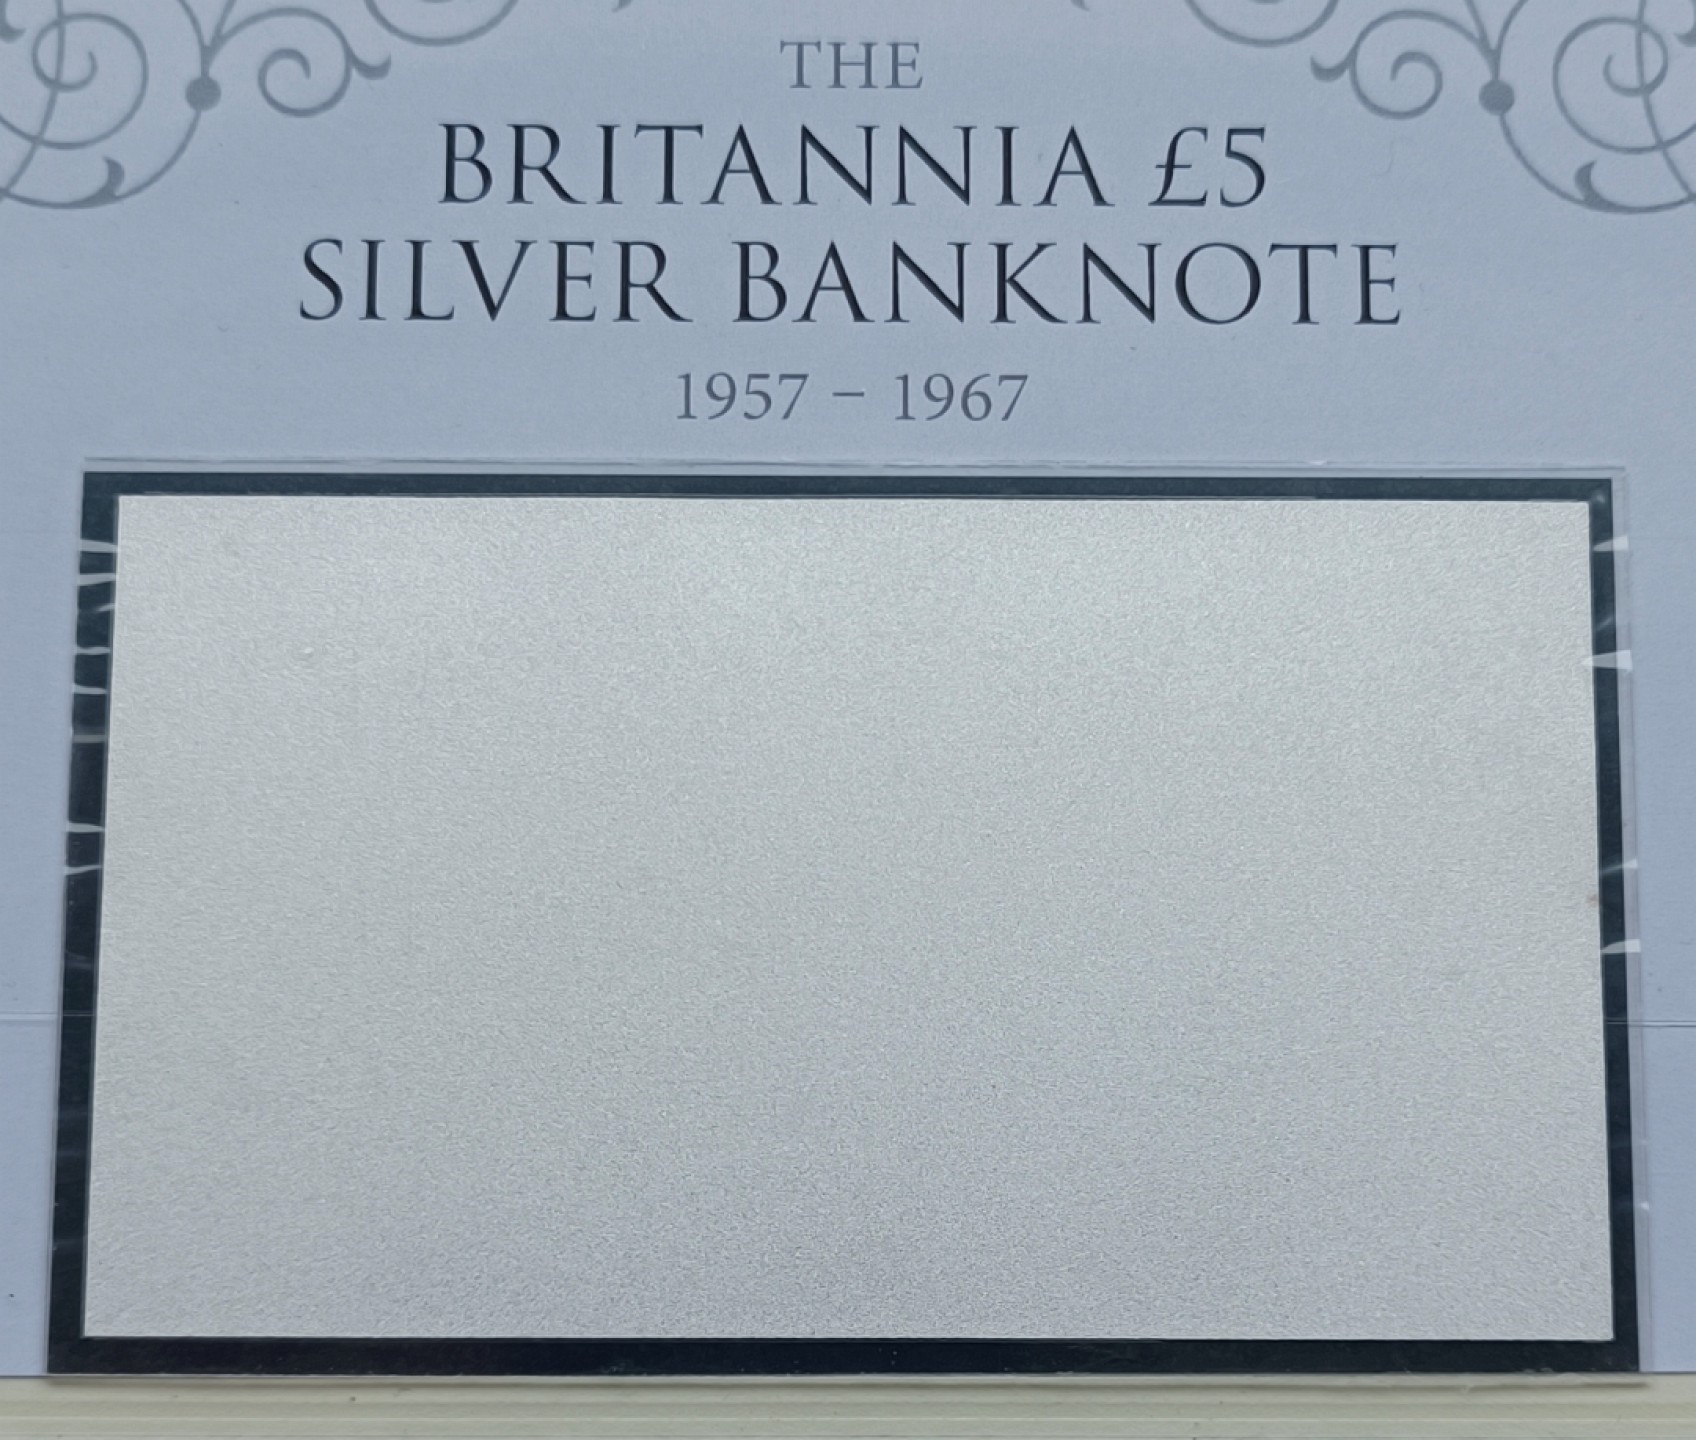 THE
BRITANNIA £5
SILVER BANKNOTE
1957 – 1967